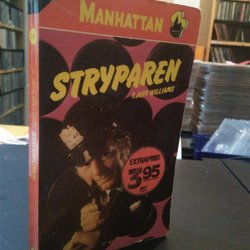 MANHATTAN
STRYPAREN
T. JEFF WILLIAMS
EXTRAPRIS!
3.95